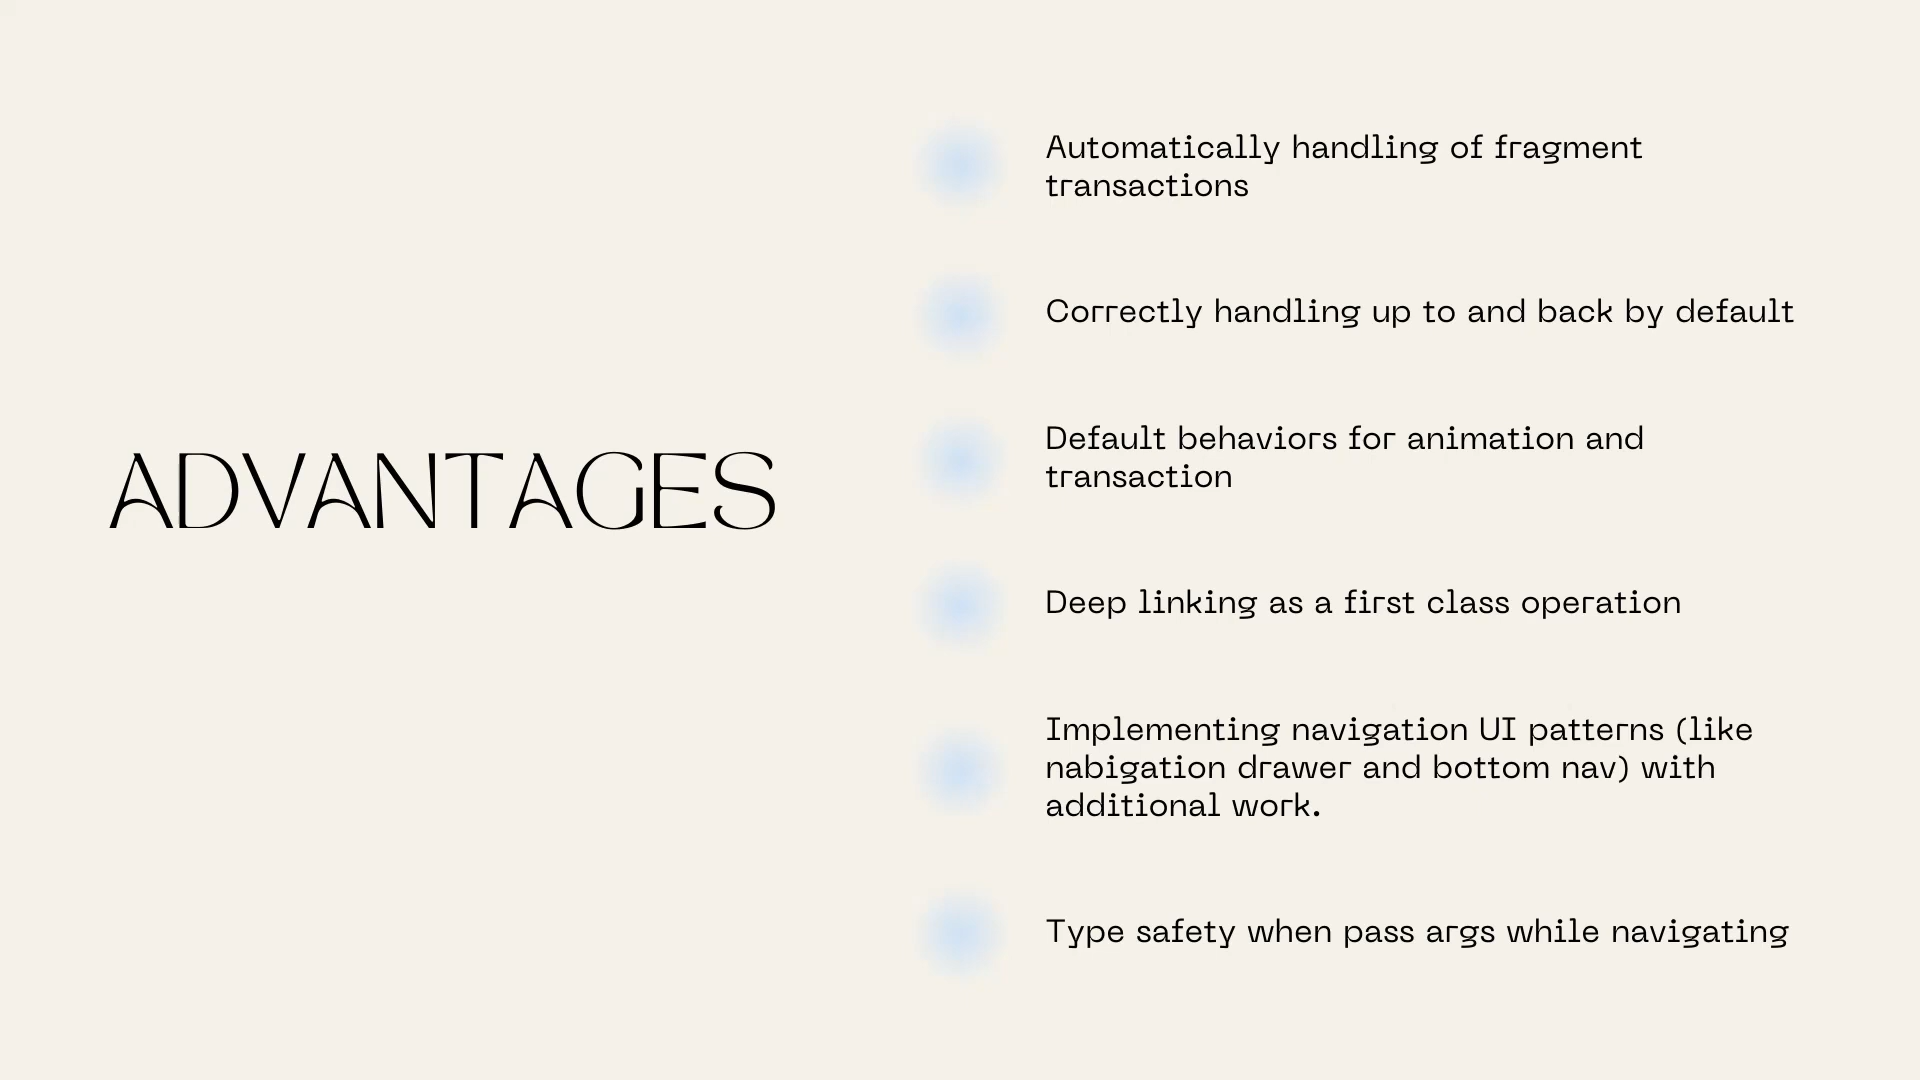 ADVANTAGES
Automatically handling of fragment
transactions
Correctly handling up to and back by default
Default behaviors for animation and
transaction
Deep linking as a first class operation
Implementing navigation UI patterns (like
nabigation drawer and bottom nav) with
additional work.
Type safety when pass args while navigating